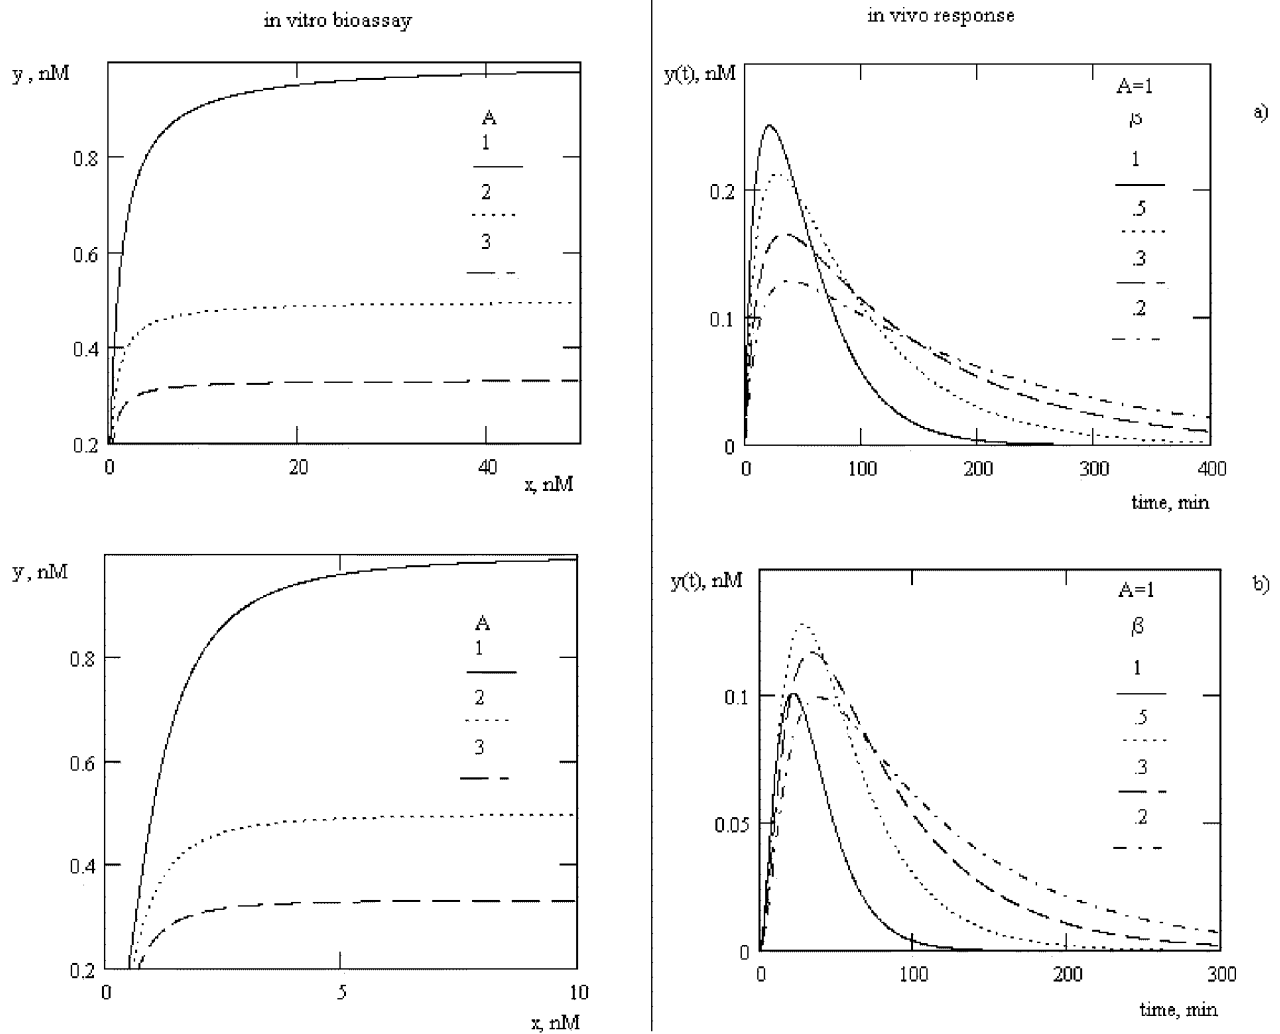 in vitro bioassay
y , nM
0.8
0.6
0.4
0.2
0
20
40
x, nM
A
1
2
3
in vivo response
y(t), nM
0.2
0.1
0
0
100
200
300
400
time, min
A=1
β
1
.5
.3
.2
a)
y , nM
0.8
0.6
0.4
0.2
0
5
10
x, nM
A
1
2
3
y(t), nM
0.1
0.05
0
0
100
200
300
time, min
A=1
β
1
.5
.3
.2
b)